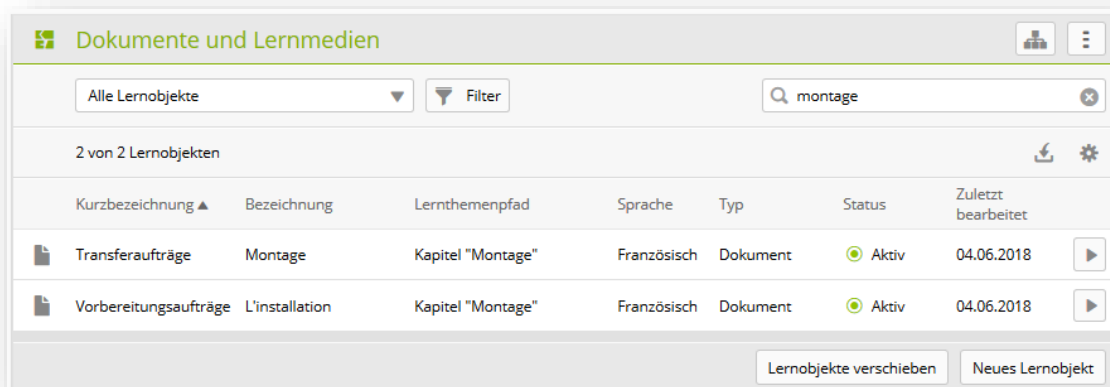 Dokumente und Lernmedien
Alle Lernobjekte Filter montage
2 von 2 Lernobjekten
Kurzbezeichnung Bezeichnung Lernthemenpfad Sprache Typ Status Zuletzt bearbeitet
Transferaufträge Montage Kapitel "Montage" Französisch Dokument Aktiv 04.06.2018
Vorbereitungsaufträge L'installation Kapitel "Montage" Französisch Dokument Aktiv 04.06.2018
Lernobjekte verschieben Neues Lernobjekt